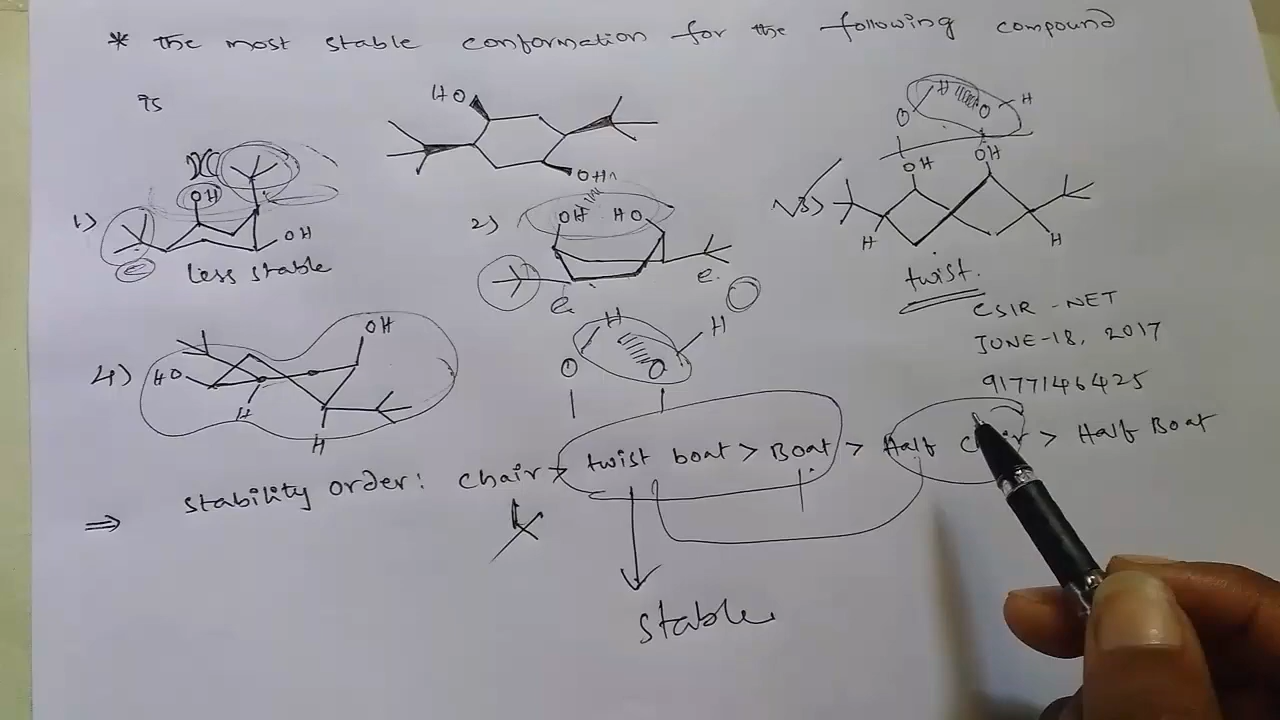 * The most stable conformation for the following compound
is
HO
OH
H
O
O
H
1)
OH
OH
e
less stable
2)
OH HO
e.
e.
3)
OH
OH
H
H
twist.
CSIR - NET
JUNE-18, 2017
9177146425
4)
HO
OH
H
H
H
H
O
O
⇒ stability order: chair > twist boat > Boat > Half chair > Half Boat
stable